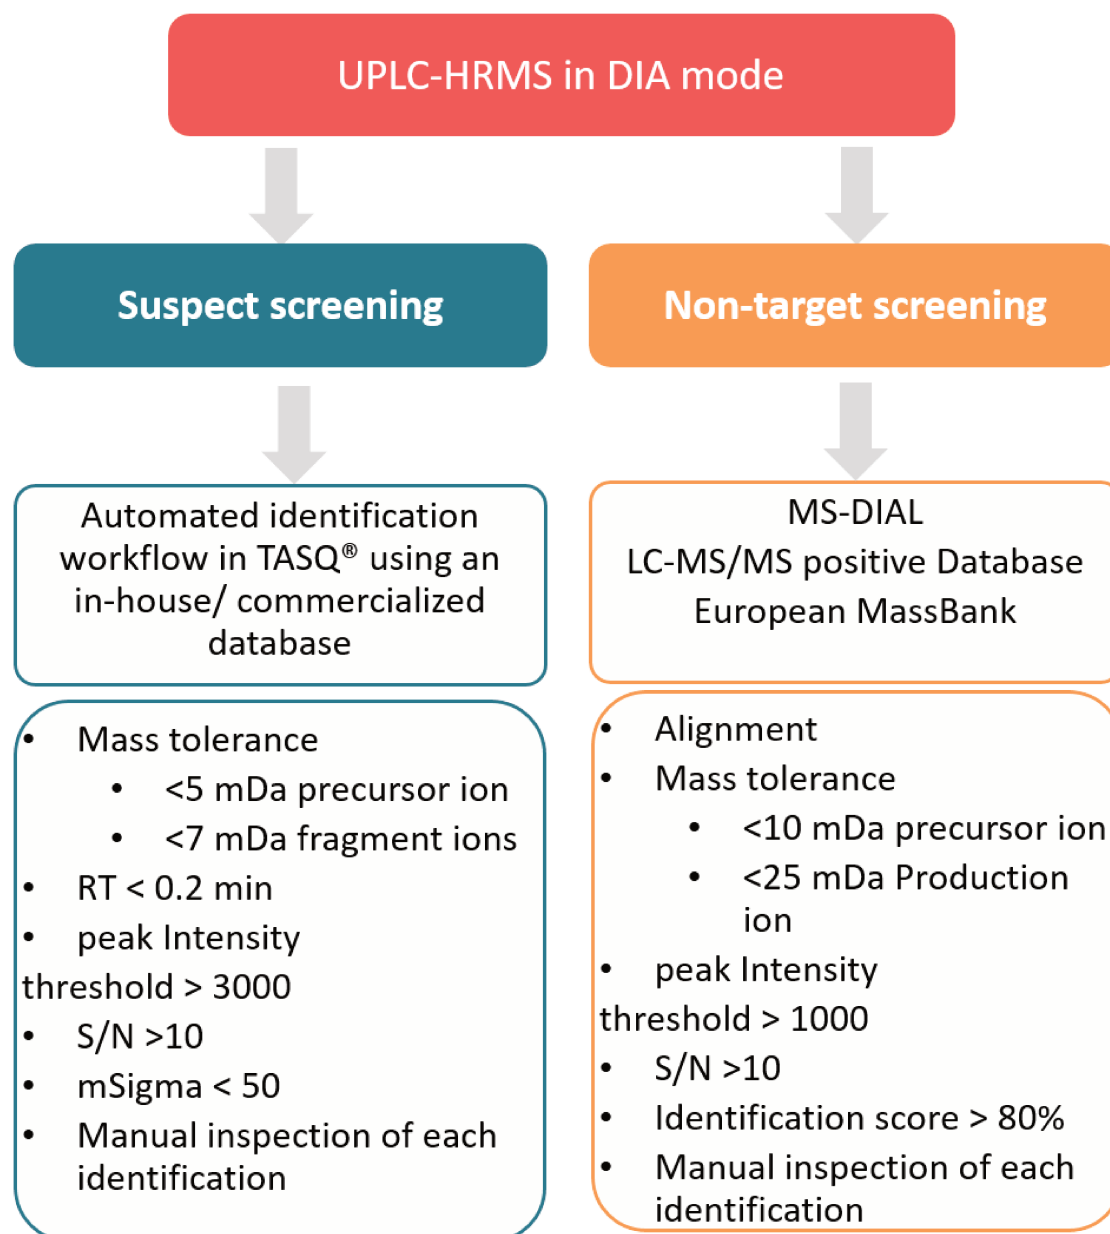 UPLC-HRMS in DIA mode
Suspect screening
Automated identification
workflow in TASQ® using an
in-house/ commercialized
database
• Mass tolerance
• <5 mDa precursor ion
• <7 mDa fragment ions
• RT < 0.2 min
• peak Intensity
threshold > 3000
• S/N >10
• mSigma < 50
• Manual inspection of each
identification
Non-target screening
MS-DIAL
LC-MS/MS positive Database
European MassBank
• Alignment
• Mass tolerance
• <10 mDa precursor ion
• <25 mDa Production
ion
• peak Intensity
threshold > 1000
• S/N >10
• Identification score > 80%
• Manual inspection of each
identification